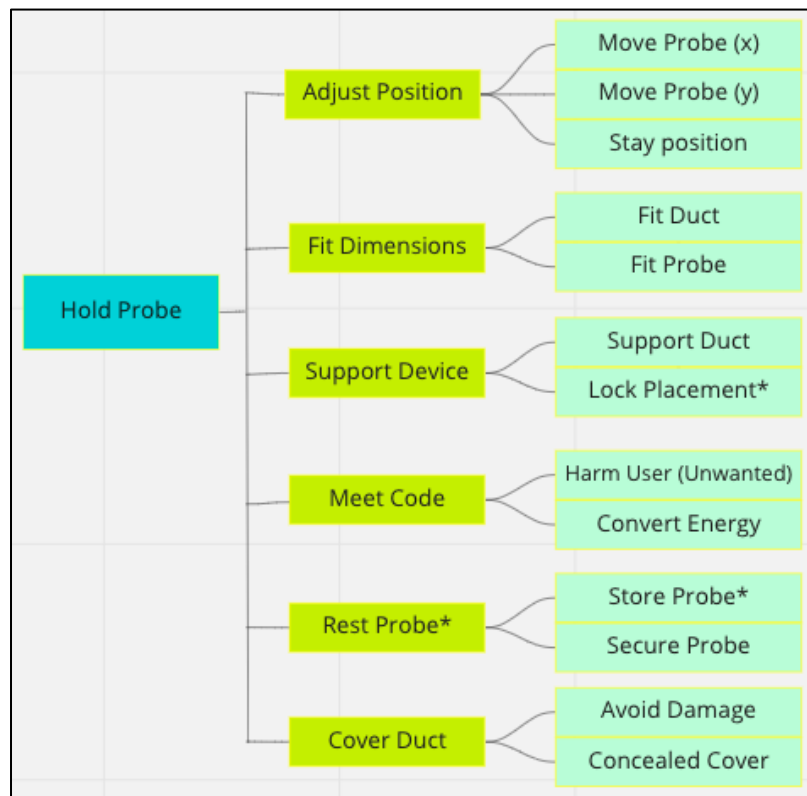 Hold Probe
Adjust Position
Move Probe (x)
Move Probe (y)
Stay position
Fit Dimensions
Fit Duct
Fit Probe
Support Device
Support Duct
Lock Placement*
Meet Code
Harm User (Unwanted)
Convert Energy
Rest Probe*
Store Probe*
Secure Probe
Cover Duct
Avoid Damage
Concealed Cover